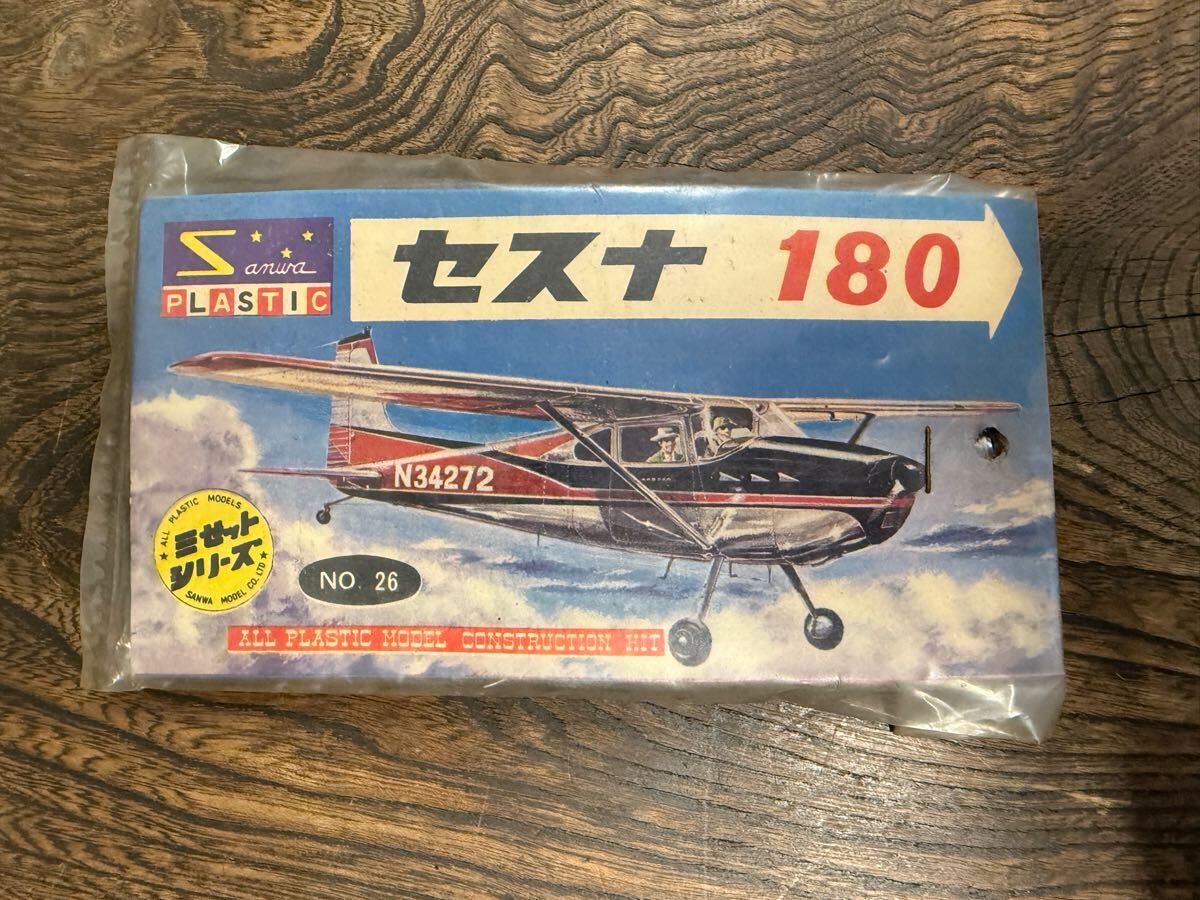 Sanwa
PLASTIC
セスナ 180
N34272
ALL PLASTIC MODELS
ミゼット
シリーズ
SANWA MODEL CO. LTD
NO. 26
ALL PLASTIC MODEL CONSTRUCTION HIT